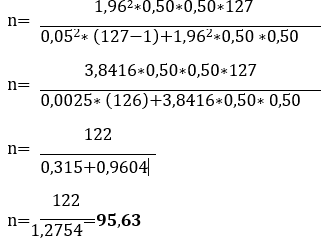 1,96²*0,50*0,50*127
n=
0,05²* (127−1)+1,96²*0,50 *0,50
3,8416*0,50*0,50*127
n=
0,0025* (126)+3,8416*0,50* 0,50
122
n=
0,315+0,9604
122
n= =95,63
1,2754